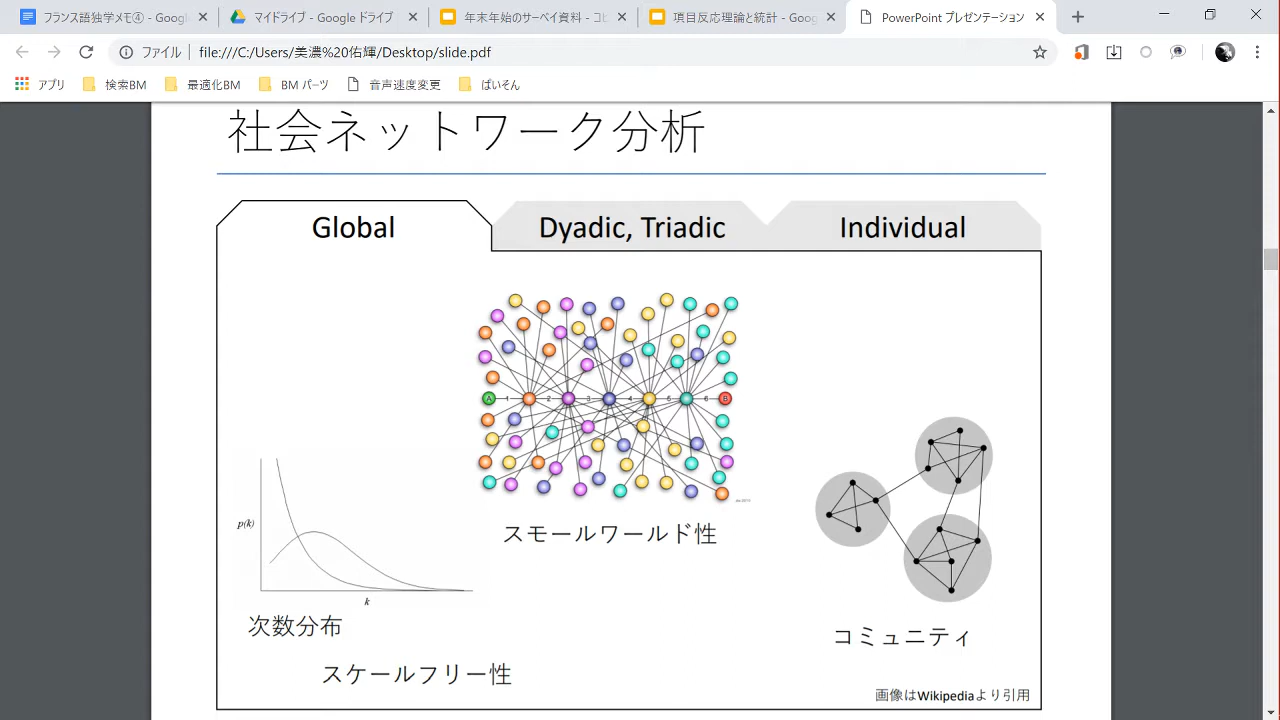 フランス語独学メモ④ - Googl
マイドライブ - Google ドライブ
年末年始のサーベイ資料 - コピ
項目反応理論と統計 - Goog
PowerPoint プレゼンテーション
ファイル
file:///C:/Users/美濃%20佑輝/Desktop/slide.pdf
アプリ
検索BM
最適化BM
BM パーツ
音声速度変更
ぱいそん
社会ネットワーク分析
Global
Dyadic, Triadic
Individual
A 1 2 3 4 5 6 B
スモールワールド性
p(k)
k
次数分布
コミュニティ
スケールフリー性
画像はWikipediaより引用